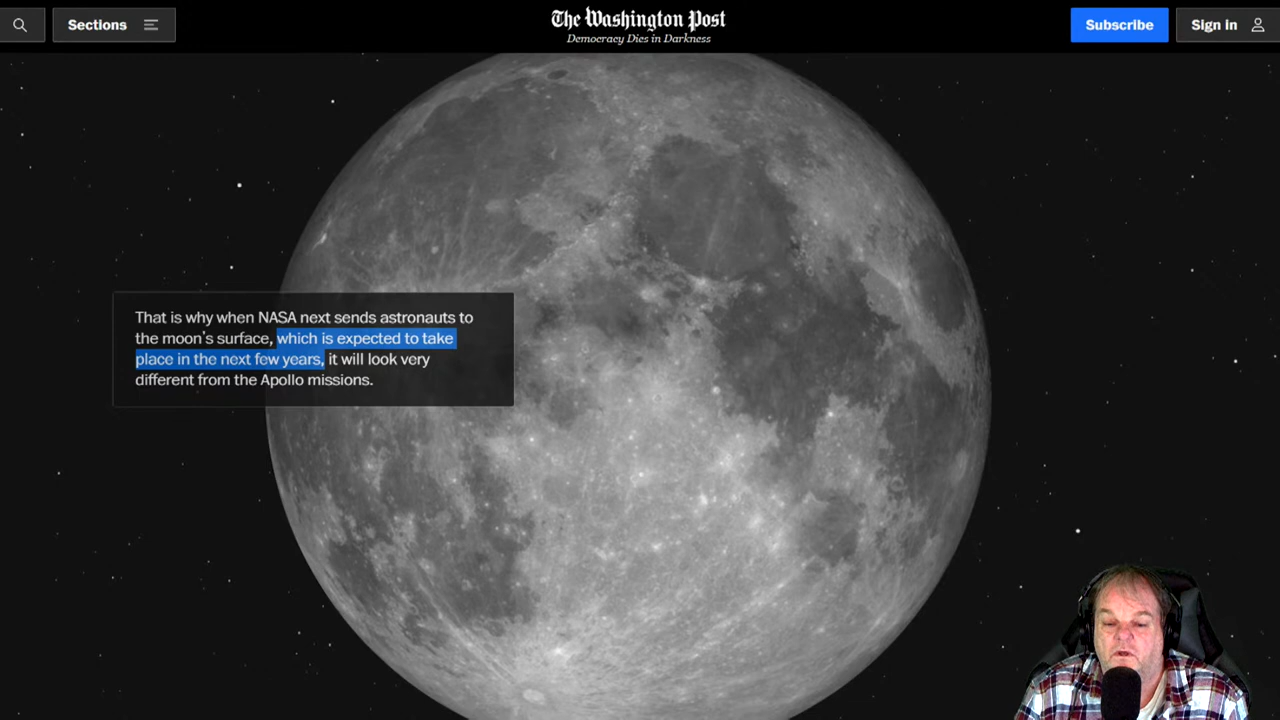 Sections
The Washington Post
Democracy Dies in Darkness
Subscribe
Sign in
That is why when NASA next sends astronauts to
the moon's surface, which is expected to take
place in the next few years, it will look very
different from the Apollo missions.